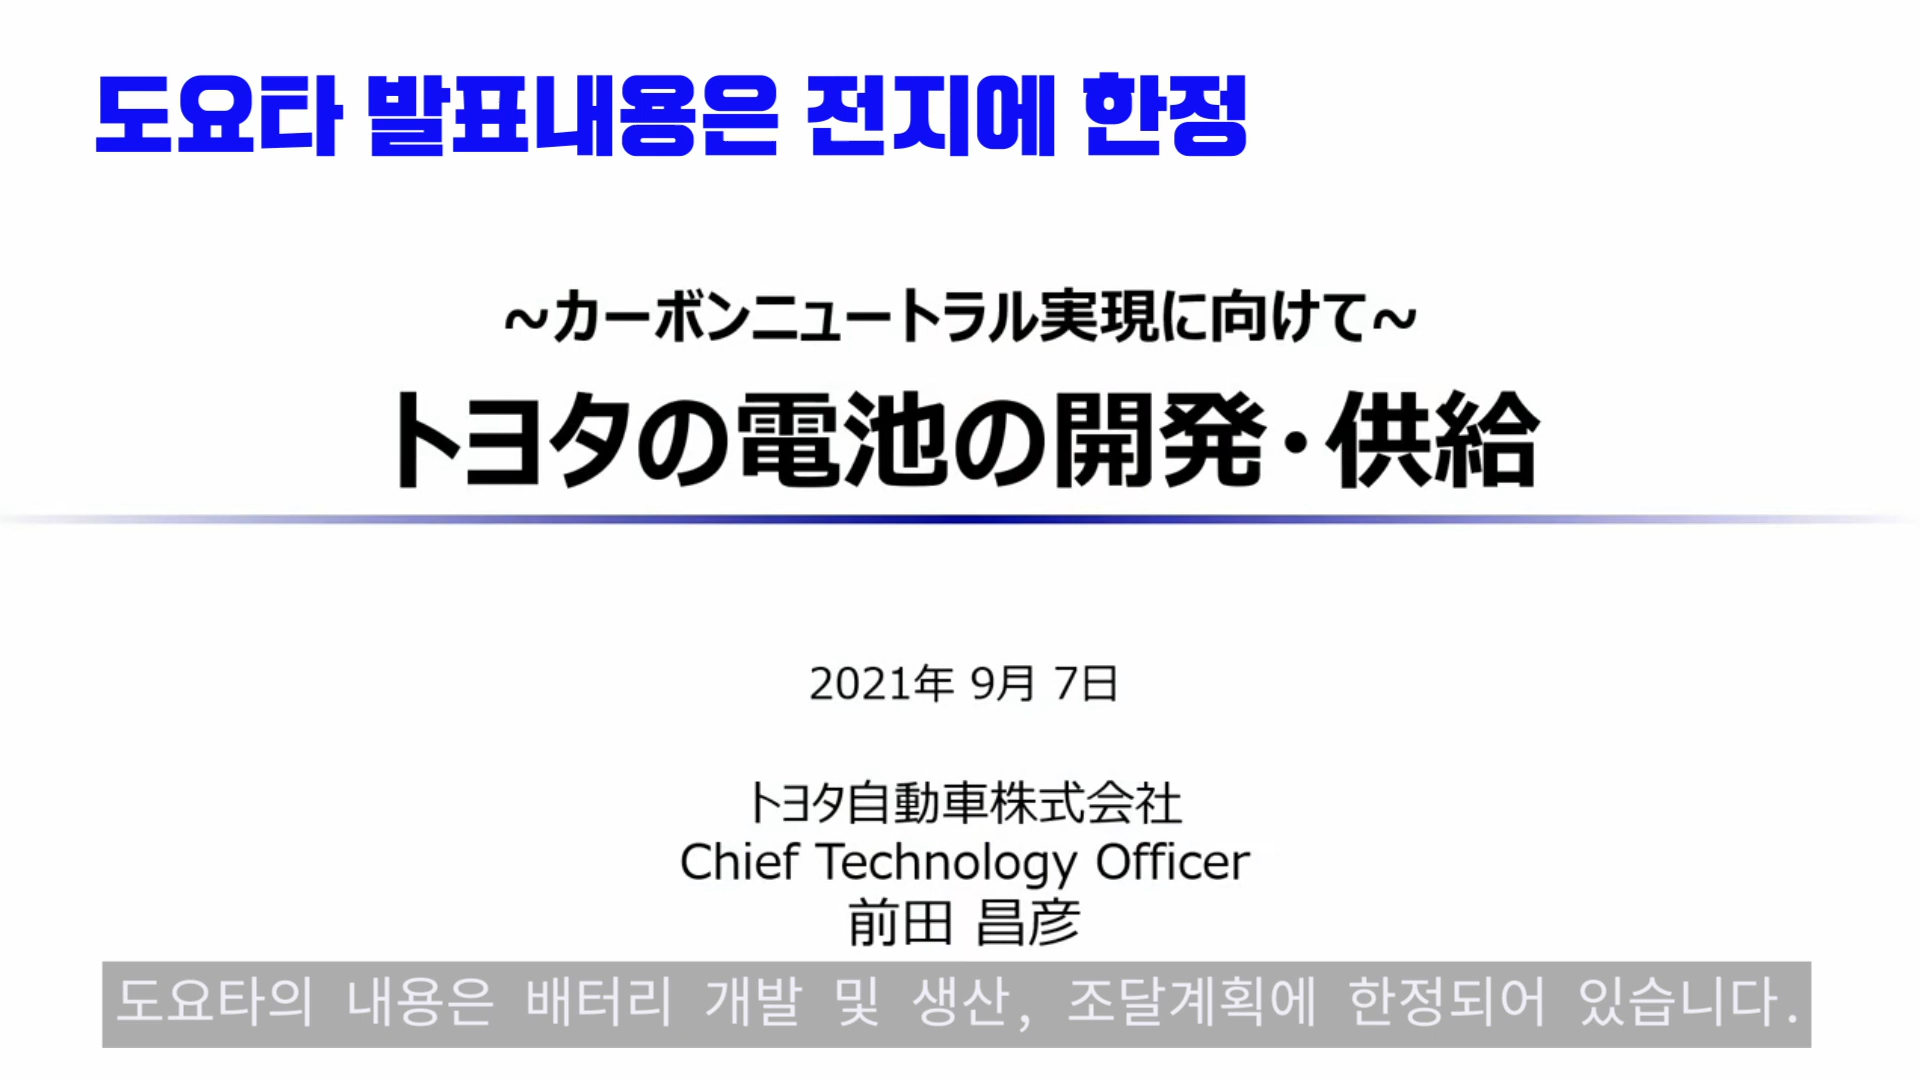 도요타 발표내용은 전지에 한정
~カーボンニュートラル実現に向けて~
トヨタの電池の開発・供給
2021年 9月 7日
トヨタ自動車株式会社
Chief Technology Officer
前田 昌彦
도요타의 내용은 배터리 개발 및 생산, 조달계획에 한정되어 있습니다.